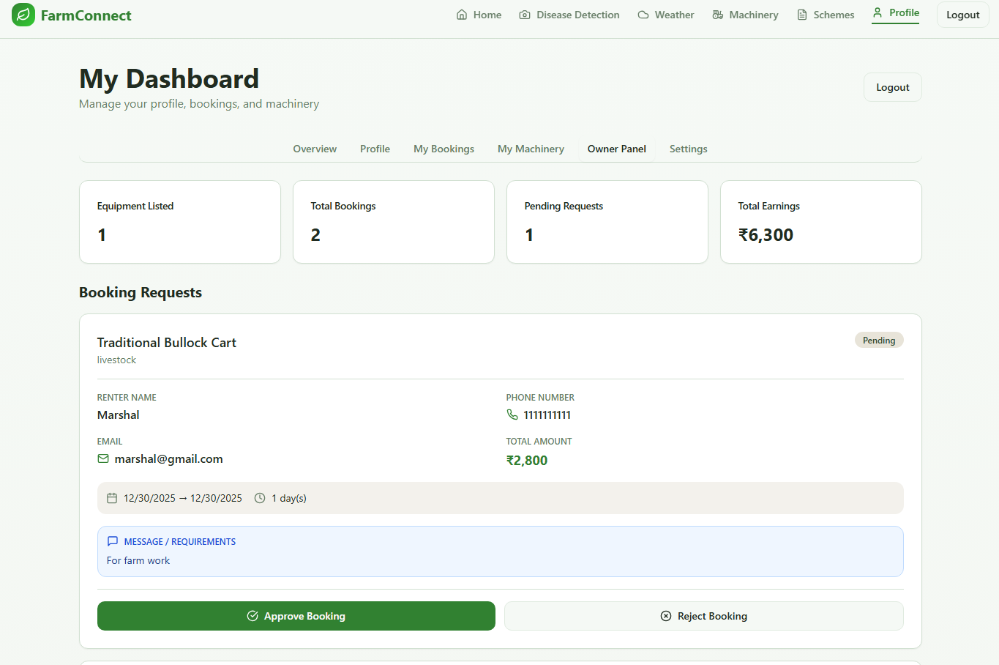 FarmConnect
Home
Disease Detection
Weather
Machinery
Schemes
Profile
Logout
My Dashboard
Manage your profile, bookings, and machinery
Logout
Overview
Profile
My Bookings
My Machinery
Owner Panel
Settings
Equipment Listed
1
Total Bookings
2
Pending Requests
1
Total Earnings
₹6,300
Booking Requests
Traditional Bullock Cart
Pending
livestock
RENTER NAME
Marshal
PHONE NUMBER
1111111111
EMAIL
marshal@gmail.com
TOTAL AMOUNT
₹2,800
12/30/2025 → 12/30/2025
1 day(s)
MESSAGE / REQUIREMENTS
For farm work
Approve Booking
Reject Booking